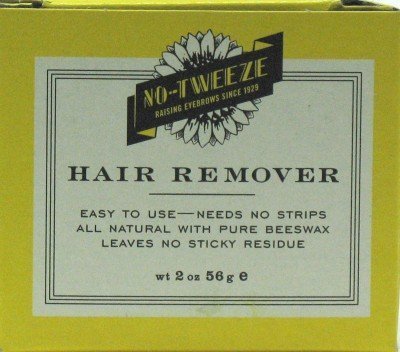 NO-TWEEZE
RAISING EYEBROWS SINCE 1929
HAIR REMOVER
EASY TO USE—NEEDS NO STRIPS
ALL NATURAL WITH PURE BEESWAX
LEAVES NO STICKY RESIDUE
wt 2 oz 56g e